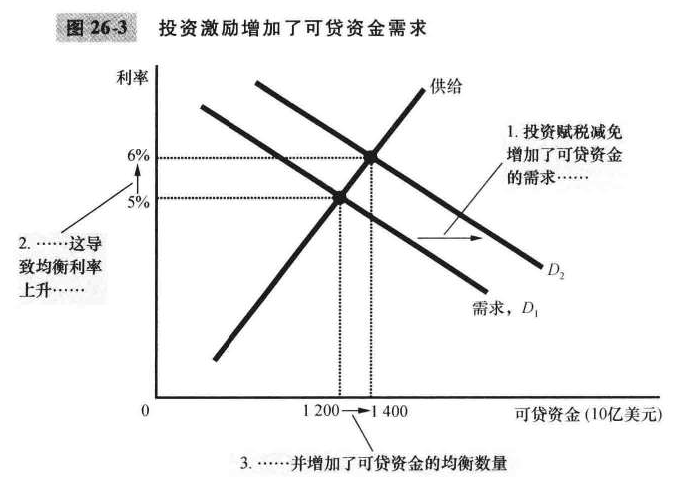 图 26-3 投资激励增加了可贷资金需求
利率
供给
1. 投资赋税减免
增加了可贷资金
的需求……
6%
5%
2. ……这导
致均衡利率
上升……
D2
需求，D1
0
1 200
1 400
可贷资金 (10亿美元)
3. ……并增加了可贷资金的均衡数量